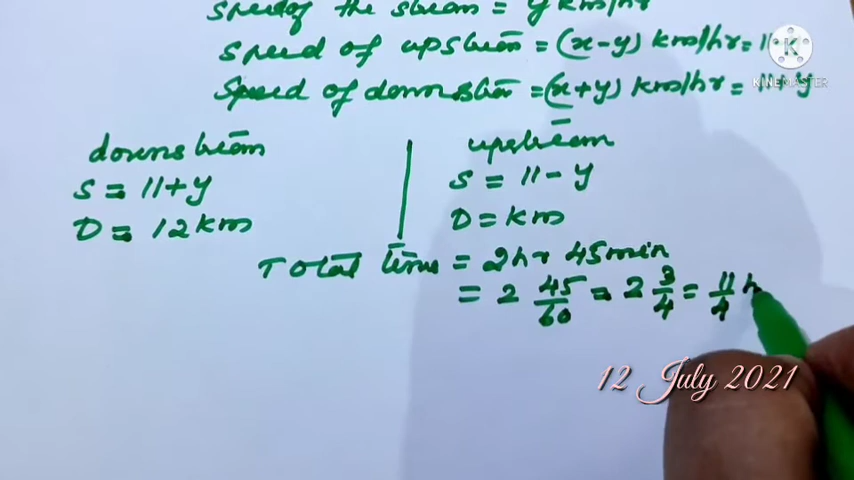 speed of the stream = y km/hr
speed of upstream = (x-y) km/hr = 11-
KINEMASTER
speed of downstream = (x+y) km/hr = 11+y
downstream
upstream
S = 11+y
S = 11-y
D = 12km
D = km
Total time = 2hr 45min
= 2 45/60 = 2 3/4 = 11/4 h
12 July 2021